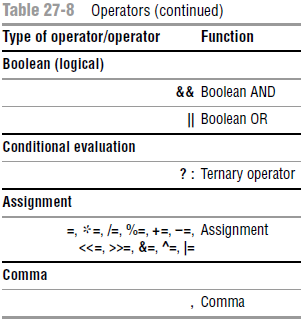 Table 27-8 Operators (continued)
Type of operator/operator Function
Boolean (logical)
&& Boolean AND
|| Boolean OR
Conditional evaluation
? : Ternary operator
Assignment
=, *=, /=, %=, +=, −=, Assignment
<<=, >>=, &=, ^=, |=
Comma
, Comma